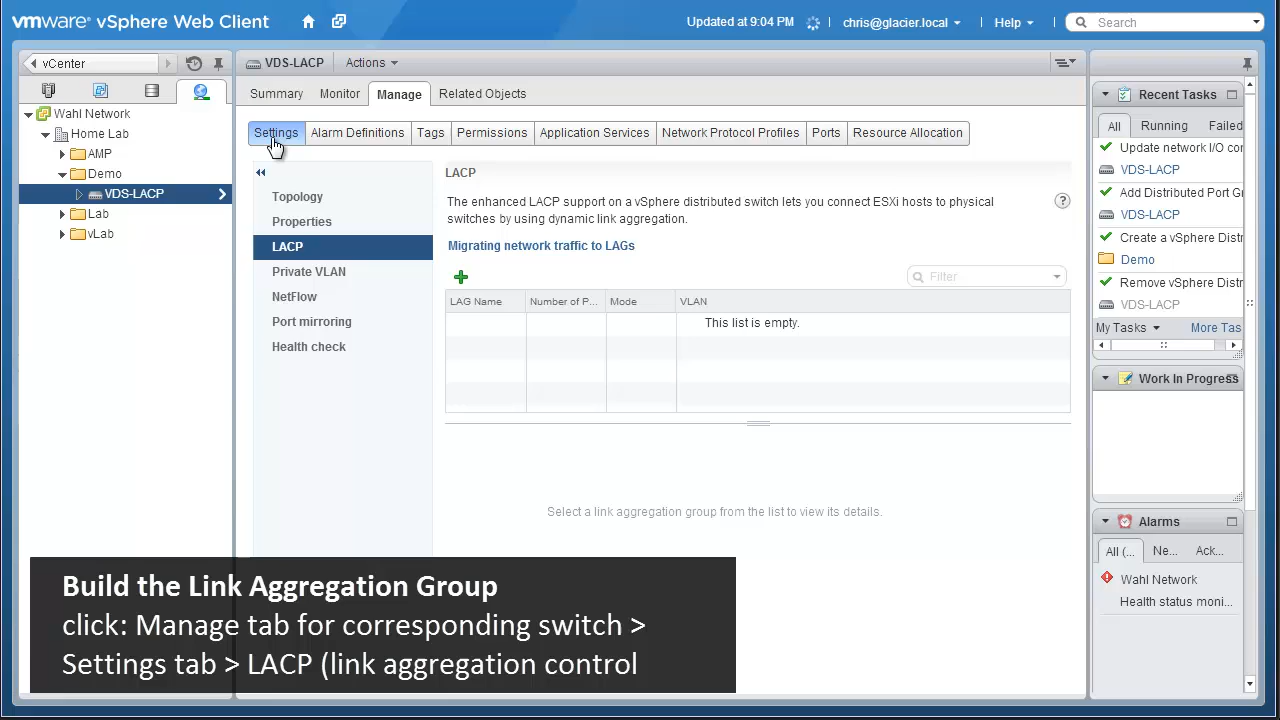 vmware vSphere Web Client
Updated at 9:04 PM
chris@glacier.local
Help
Search
vCenter
Wahl Network
Home Lab
AMP
Demo
VDS-LACP
Lab
vLab
VDS-LACP
Actions
Summary
Monitor
Manage
Related Objects
Settings
Alarm Definitions
Tags
Permissions
Application Services
Network Protocol Profiles
Ports
Resource Allocation
Topology
Properties
LACP
Private VLAN
NetFlow
Port mirroring
Health check
LACP
The enhanced LACP support on a vSphere distributed switch lets you connect ESXi hosts to physical
switches by using dynamic link aggregation.
Migrating network traffic to LAGs
Filter
LAG Name
Number of P...
Mode
VLAN
This list is empty.
Select a link aggregation group from the list to view its details.
Recent Tasks
All
Running
Failed
Update network I/O cor
VDS-LACP
Add Distributed Port Gr
VDS-LACP
Create a vSphere Distr
Demo
Remove vSphere Distr
VDS-LACP
My Tasks
More Tas
Work In Progress
Alarms
All (...
Ne...
Ack...
Wahl Network
Health status moni...
Build the Link Aggregation Group
click: Manage tab for corresponding switch >
Settings tab > LACP (link aggregation control